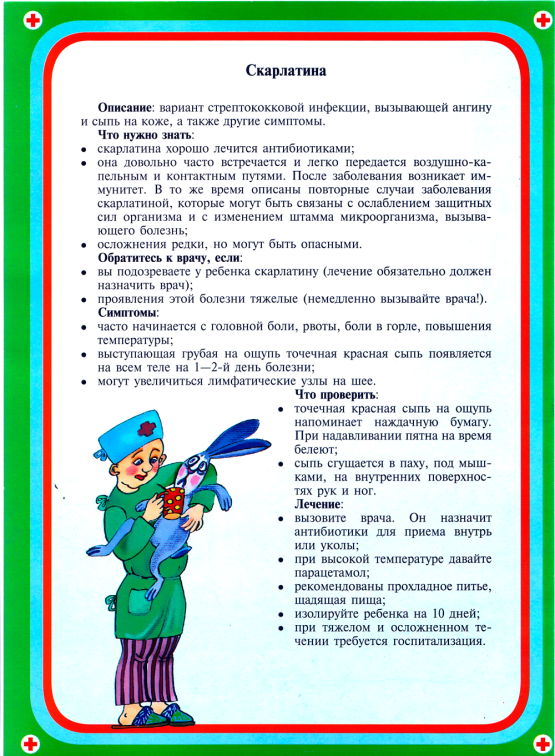 Скарлатина
Описание: вариант стрептококковой инфекции, вызывающей ангину
и сыпь на коже, а также другие симптомы.
Что нужно знать:
• скарлатина хорошо лечится антибиотиками;
• она довольно часто встречается и легко передается воздушно-ка-
пельным и контактным путями. После заболевания возникает им-
мунитет. В то же время описаны повторные случаи заболевания
скарлатиной, которые могут быть связаны с ослаблением защитных
сил организма и с изменением штамма микроорганизма, вызыва-
ющего болезнь;
• осложнения редки, но могут быть опасными.
Обратитесь к врачу, если:
• вы подозреваете у ребенка скарлатину (лечение обязательно должен
назначить врач);
• проявления этой болезни тяжелые (немедленно вызывайте врача!).
Симптомы:
• часто начинается с головной боли, рвоты, боли в горле, повышения
температуры;
• выступающая грубая на ощупь точечная красная сыпь появляется
на всем теле на 1—2-й день болезни;
• могут увеличиться лимфатические узлы на шее.
Что проверить:
• точечная красная сыпь на ощупь
напоминает наждачную бумагу.
При надавливании пятна на время
белеют;
• сыпь сгущается в паху, под мыш-
ками, на внутренних поверхнос-
тях рук и ног.
Лечение:
• вызовите врача. Он назначит
антибиотики для приема внутрь
или уколы;
• при высокой температуре давайте
парацетамол;
• рекомендованы прохладное питье,
щадящая пища;
• изолируйте ребенка на 10 дней;
• при тяжелом и осложненном те-
чении требуется госпитализация.